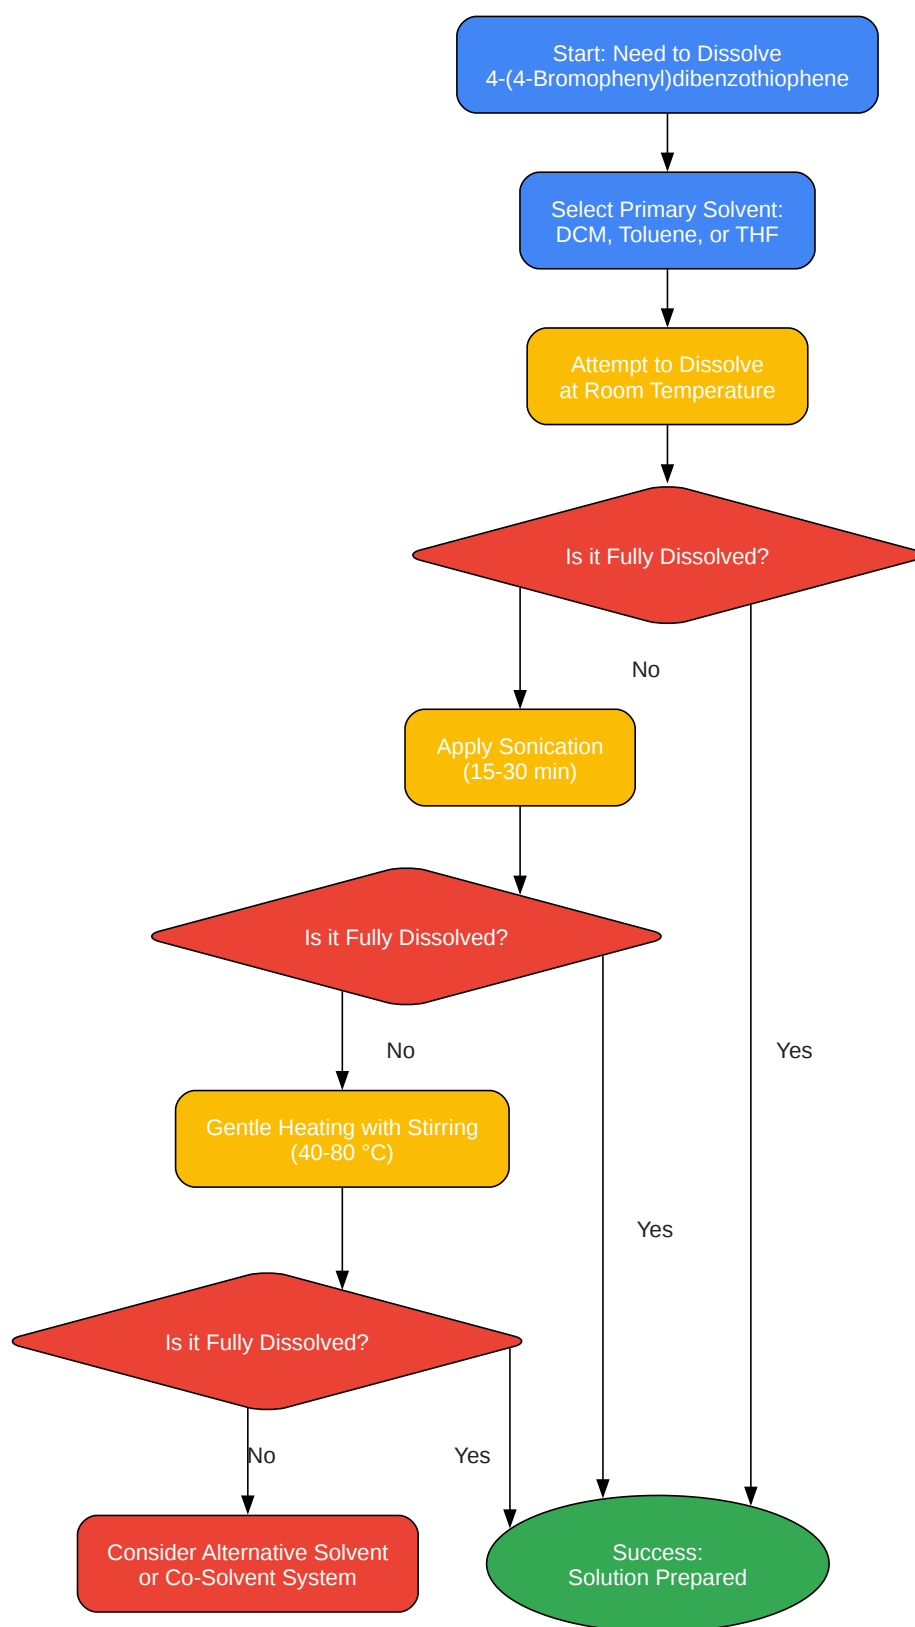 Start: Need to Dissolve
4-(4-Bromophenyl)dibenzothiophene
Select Primary Solvent:
DCM, Toluene, or THF
Attempt to Dissolve
at Room Temperature
Is it Fully Dissolved?
No
Apply Sonication
(15-30 min)
Is it Fully Dissolved?
No
Yes
Gentle Heating with Stirring
(40-80 °C)
Yes
Is it Fully Dissolved?
No
Yes
Consider Alternative Solvent
or Co-Solvent System
Success:
Solution Prepared